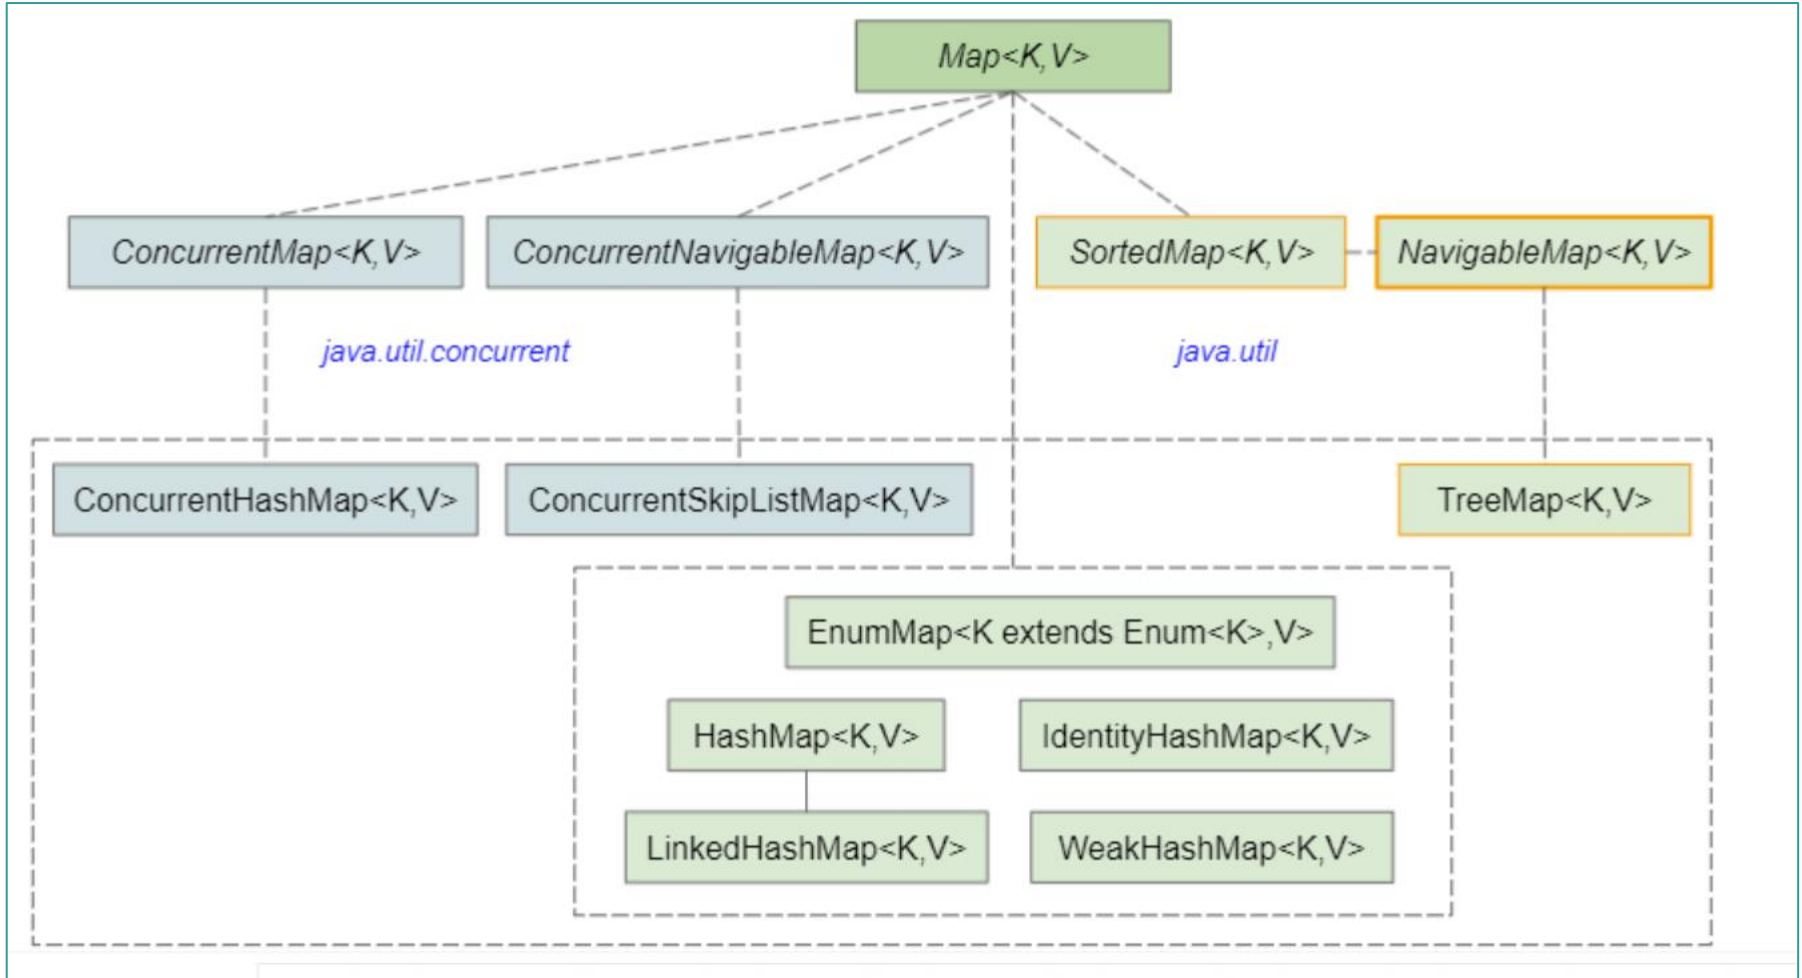 Map<K,V>
ConcurrentMap<K,V>
ConcurrentNavigableMap<K,V>
SortedMap<K,V>
NavigableMap<K,V>
java.util.concurrent
java.util
ConcurrentHashMap<K,V>
ConcurrentSkipListMap<K,V>
TreeMap<K,V>
EnumMap<K extends Enum<K>,V>
HashMap<K,V>
IdentityHashMap<K,V>
LinkedHashMap<K,V>
WeakHashMap<K,V>